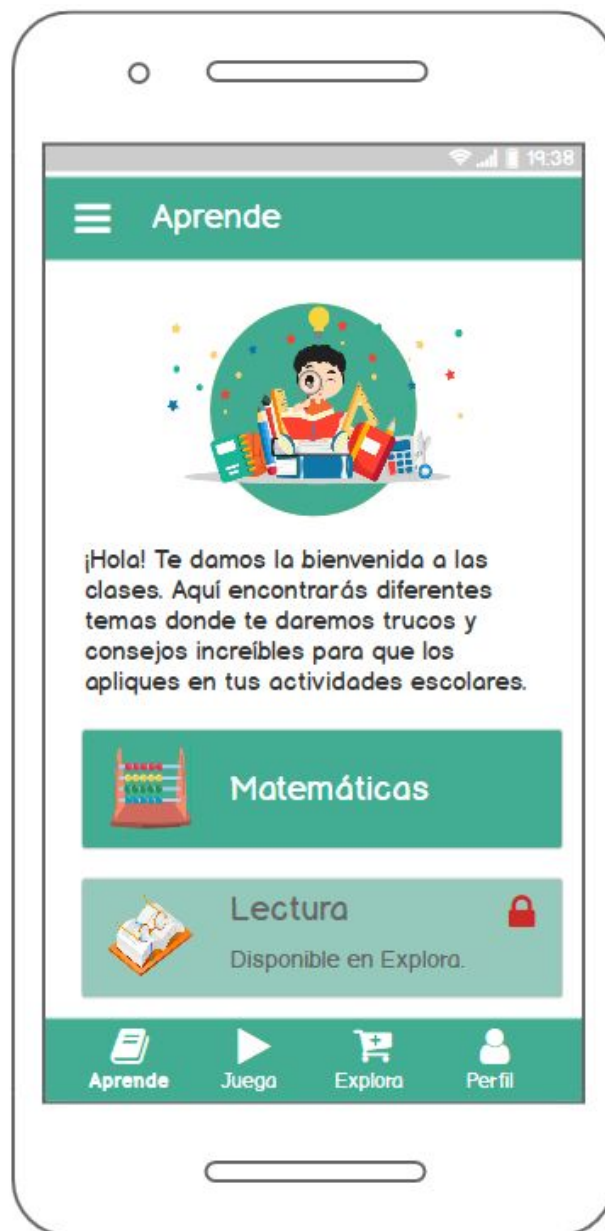 19:38
Aprende
¡Hola! Te damos la bienvenida a las
clases. Aquí encontrarás diferentes
temas donde te daremos trucos y
consejos increíbles para que los
apliques en tus actividades escolares.
Matemáticas
Lectura
Disponible en Explora.
Aprende Juega Explora Perfil